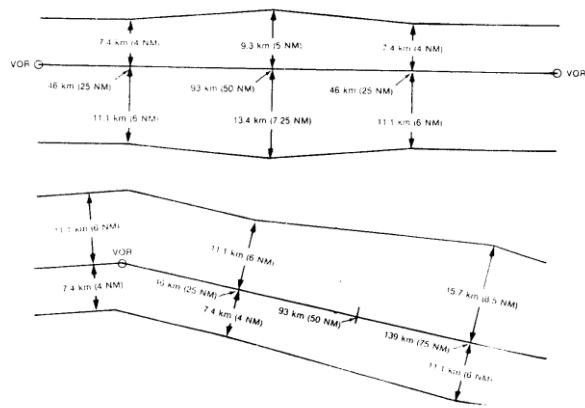 7.4 km (4 NM)
9.3 km (5 NM)
7.4 km (4 NM)
VOR
VOR
46 km (25 NM)
93 km (50 NM)
46 km (25 NM)
11.1 km (6 NM)
13.4 km (7.25 NM)
11.1 km (6 NM)
11.1 km (6 NM)
VOR
11.1 km (6 NM)
7.4 km (4 NM)
46 km (25 NM)
7.4 km (4 NM)
93 km (50 NM)
15.7 km (8.5 NM)
139 km (75 NM)
11.1 km (6 NM)